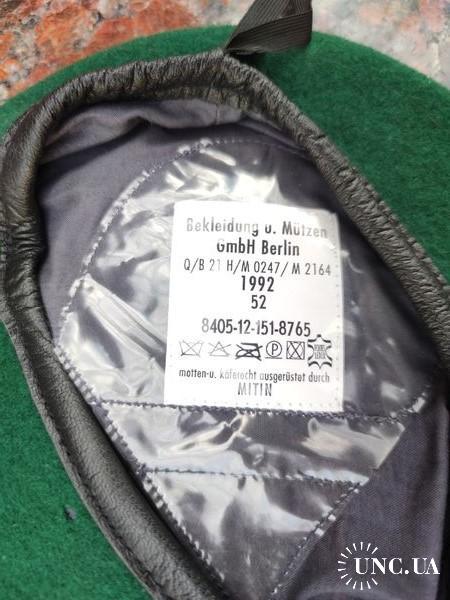 Bekleidung u. Mützen
GmbH Berlin
Q/B 21 H/M 0247/ M 2164
1992
52
8405-12-151-8765
P
motten-u. käferecht ausgerüstet durch
MITIN
UNC.UA